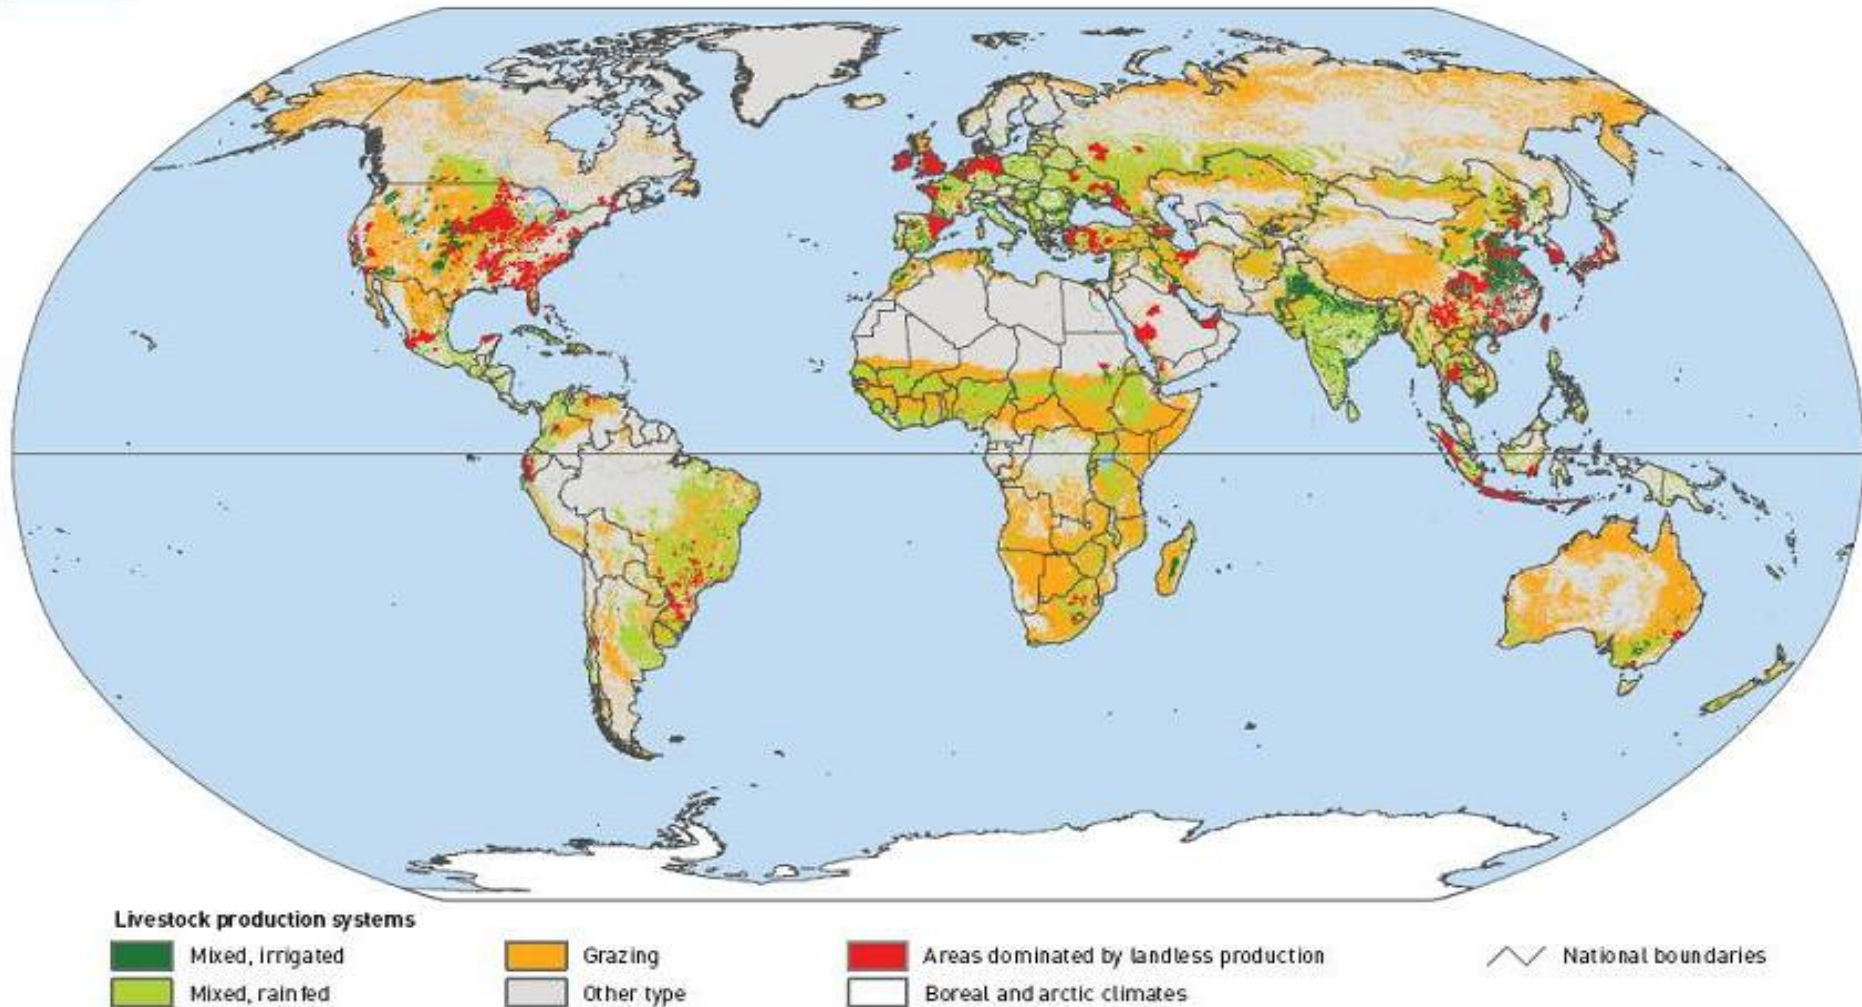 Livestock production systems
Mixed, irrigated
Grazing
Areas dominated by landless production
National boundaries
Mixed, rainfed
Other type
Boreal and arctic climates